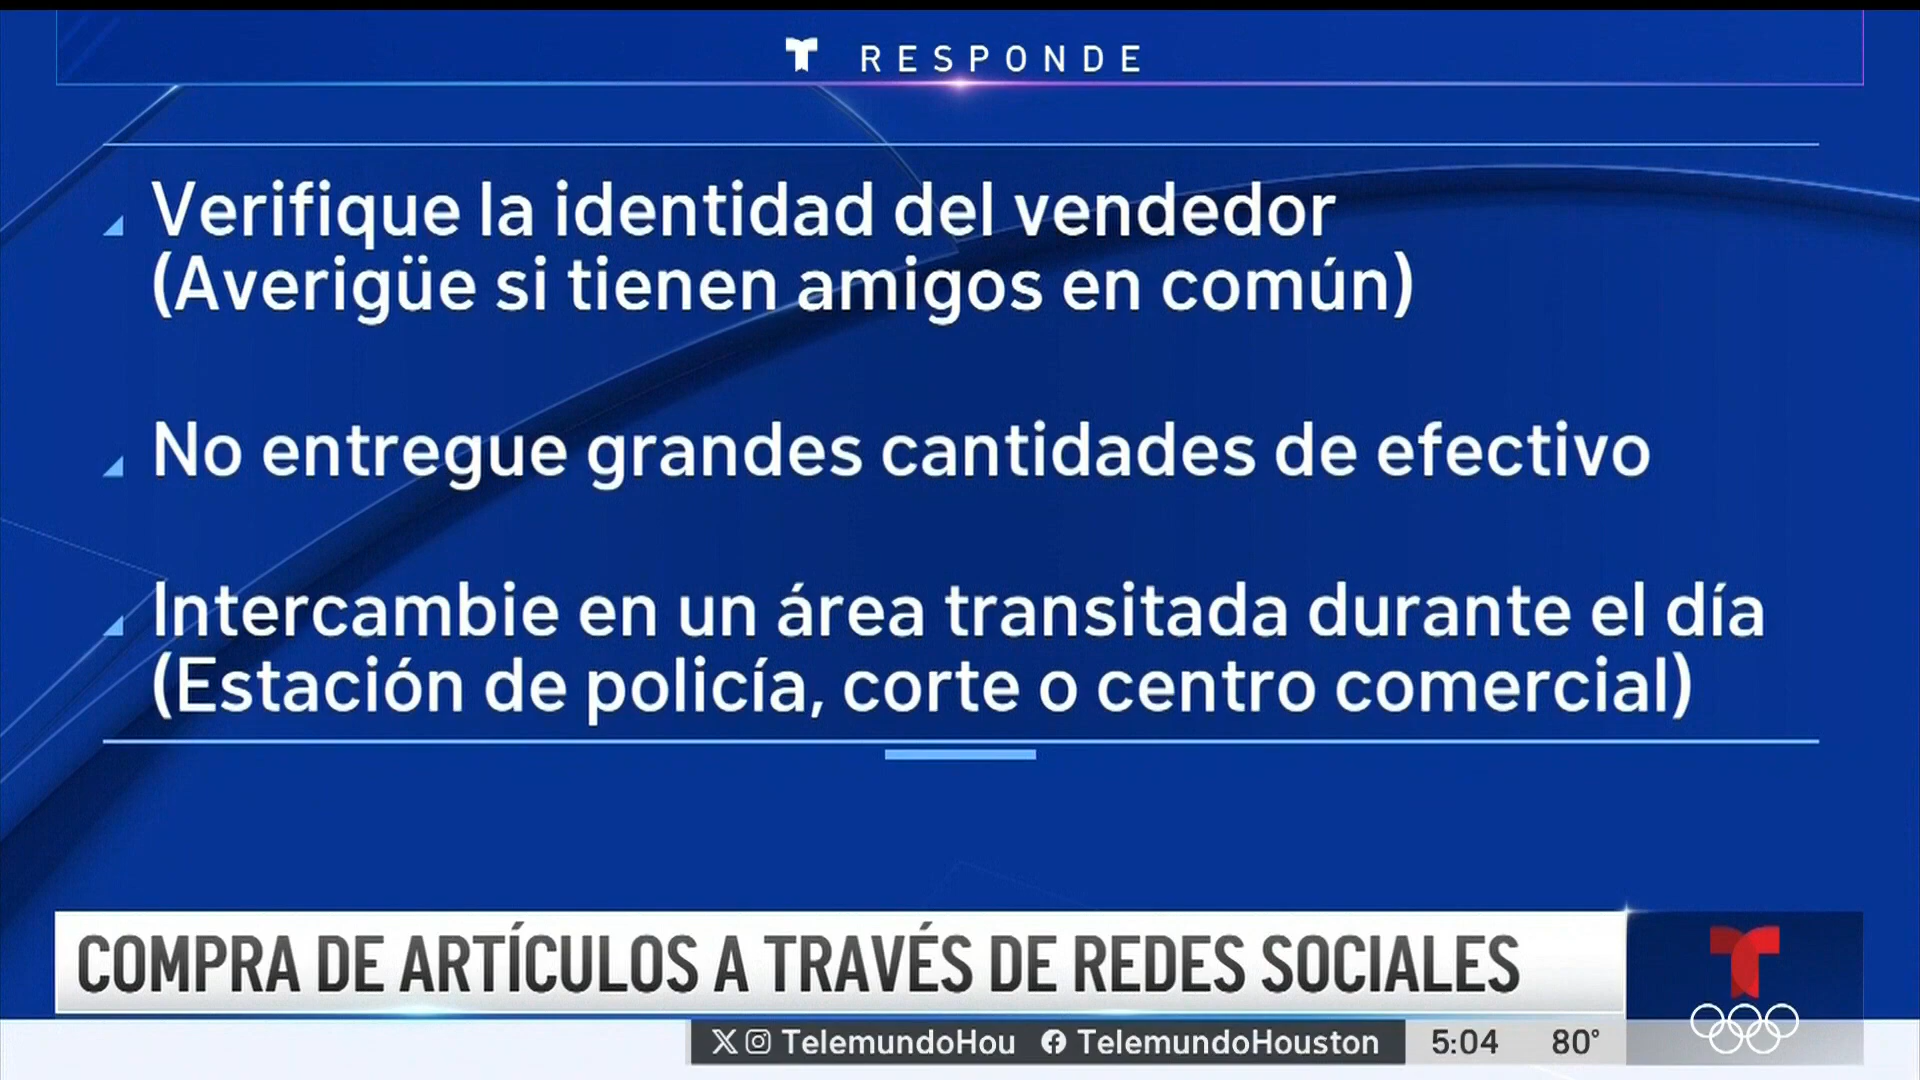 T RESPONDE
Verifique la identidad del vendedor
(Averigüe si tienen amigos en común)
No entregue grandes cantidades de efectivo
Intercambie en un área transitada durante el día
(Estación de policía, corte o centro comercial)
COMPRA DE ARTÍCULOS A TRAVÉS DE REDES SOCIALES
TelemundoHou TelemundoHouston 5:04 80°